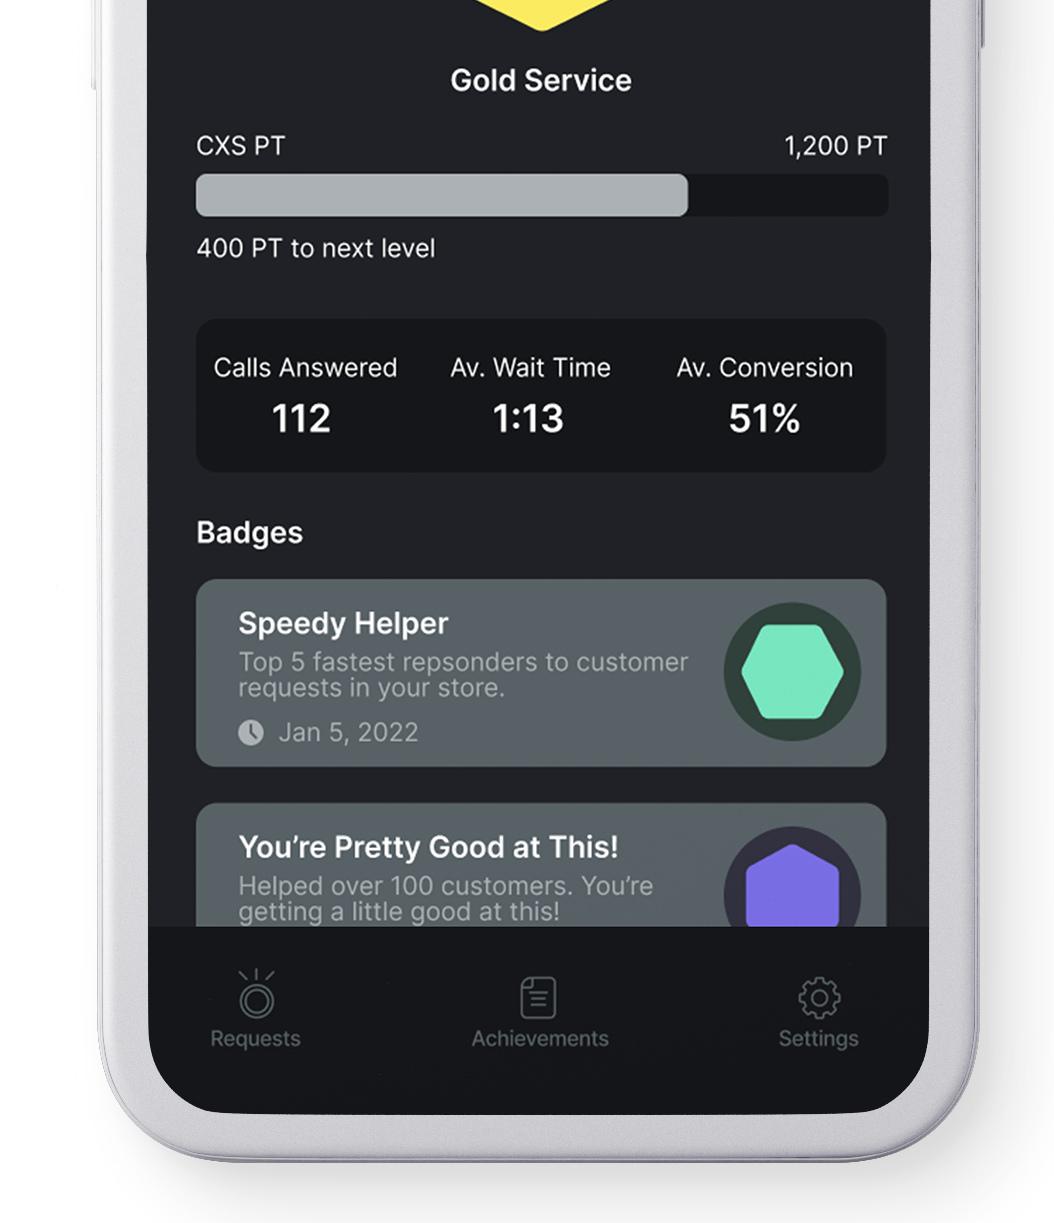 Gold Service
CXS PT
1,200 PT
400 PT to next level
Calls Answered
Av. Wait Time
Av. Conversion
112
1:13
51%
Badges
Speedy Helper
Top 5 fastest repsonders to customer
requests in your store.
Jan 5, 2022
You’re Pretty Good at This!
Helped over 100 customers. You’re
getting a little good at this!
Requests
Achievements
Settings